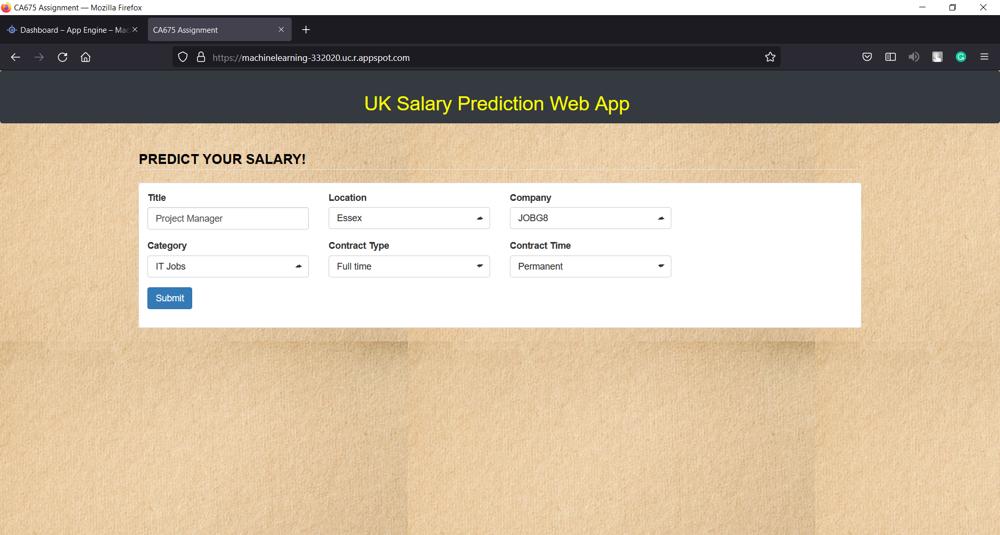 CA675 Assignment — Mozilla Firefox
Dashboard – App Engine – Mac
CA675 Assignment
https://machinelearning-332020.uc.r.appspot.com
UK Salary Prediction Web App
PREDICT YOUR SALARY!
Title Location Company
Project Manager Essex JOBG8
Category Contract Type Contract Time
IT Jobs Full time Permanent
Submit